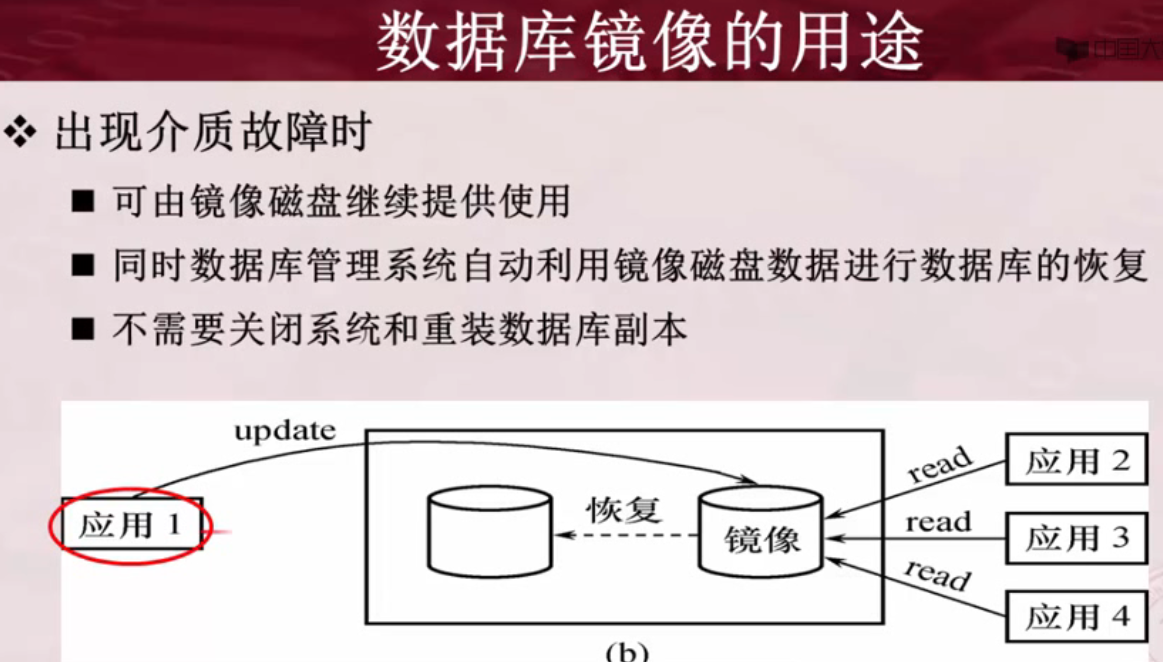 数据库镜像的用途
中国大
❖ 出现介质故障时
■ 可由镜像磁盘继续提供使用
■ 同时数据库管理系统自动利用镜像磁盘数据进行数据库的恢复
■ 不需要关闭系统和重装数据库副本
update
应用 1
恢复
镜像
read
应用 2
read
应用 3
read
应用 4
(b)